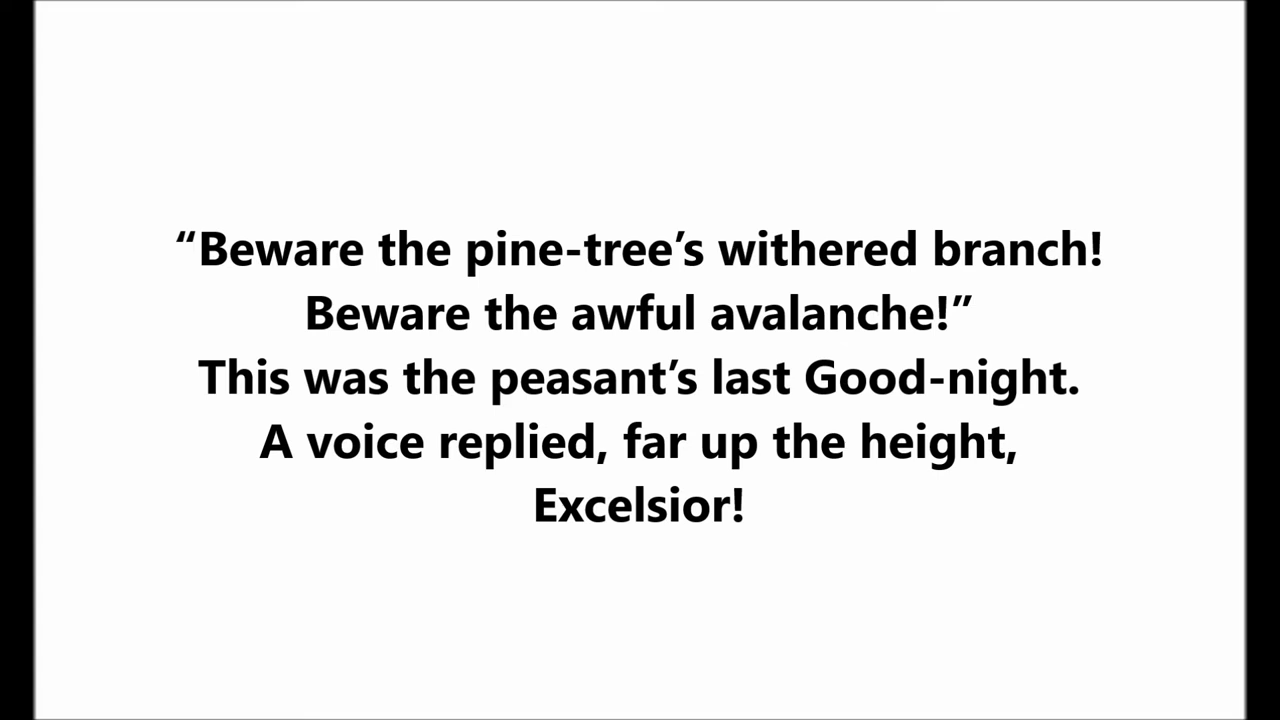 “Beware the pine-tree’s withered branch!
Beware the awful avalanche!”
This was the peasant’s last Good-night.
A voice replied, far up the height,
Excelsior!